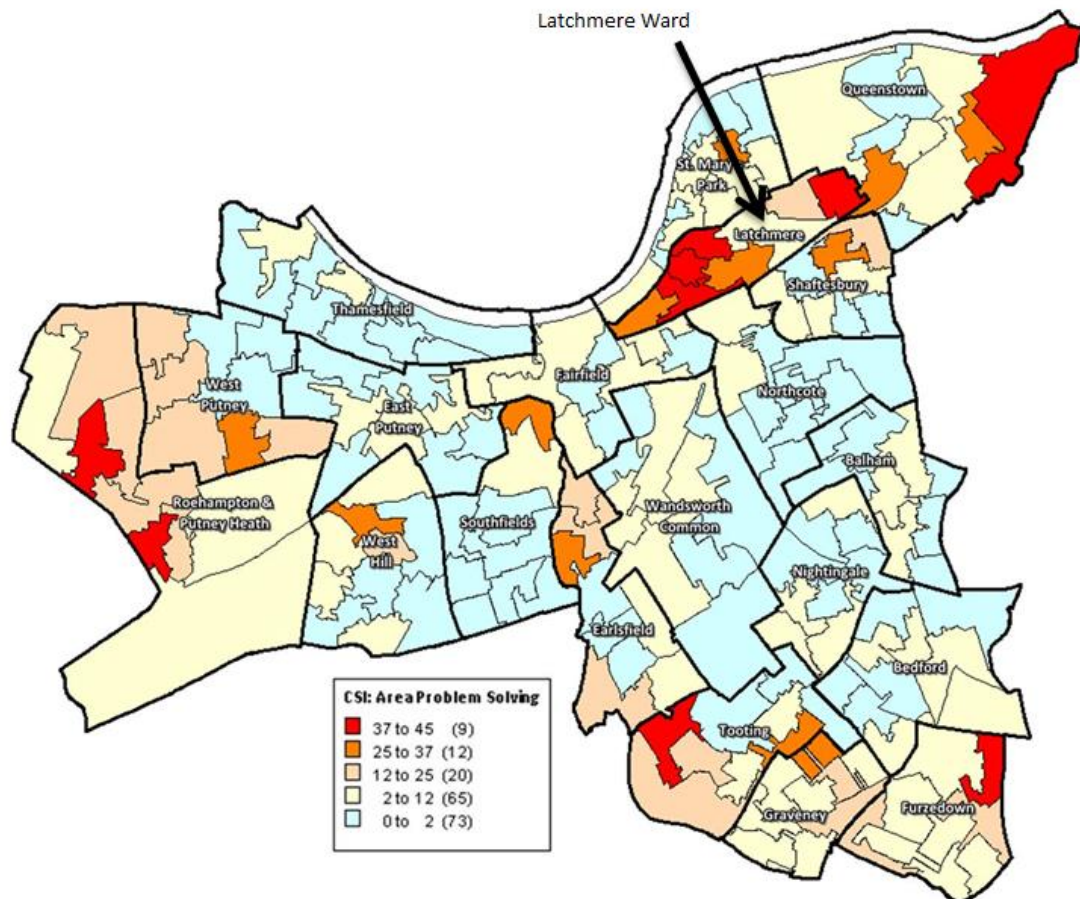 Latchmere Ward
Queenstown
St. Mary
Park
Latchmere
Shaftesbury
Thamesfield
Fairfield
West
Putney
East
Putney
Northcote
Balham
Roehampton &
Putney Heath
Southfields
Wandsworth
Common
West
Hill
Nightingale
Earlsfield
Bedford
CSI: Area Problem Solving
37 to 45 (9)
25 to 37 (12)
12 to 25 (20)
2 to 12 (65)
0 to 2 (73)
Tooting
Graveney
Furzedown